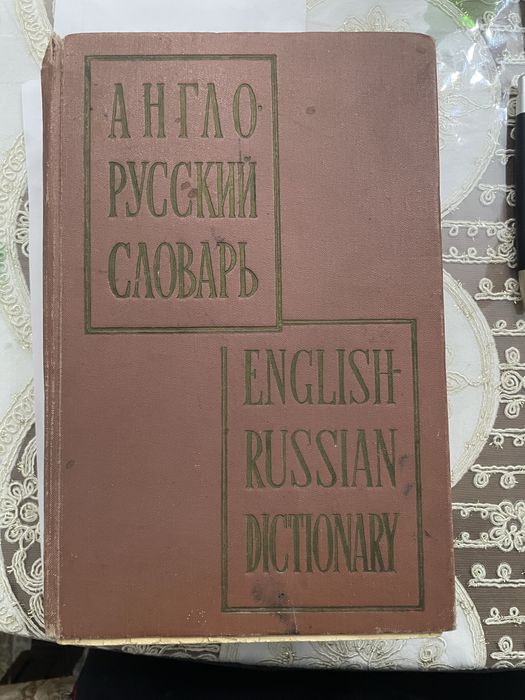 АНГЛО
РУССКИЙ
СЛОВАРЬ
ENGLISH-
RUSSIAN
DICTIONARY